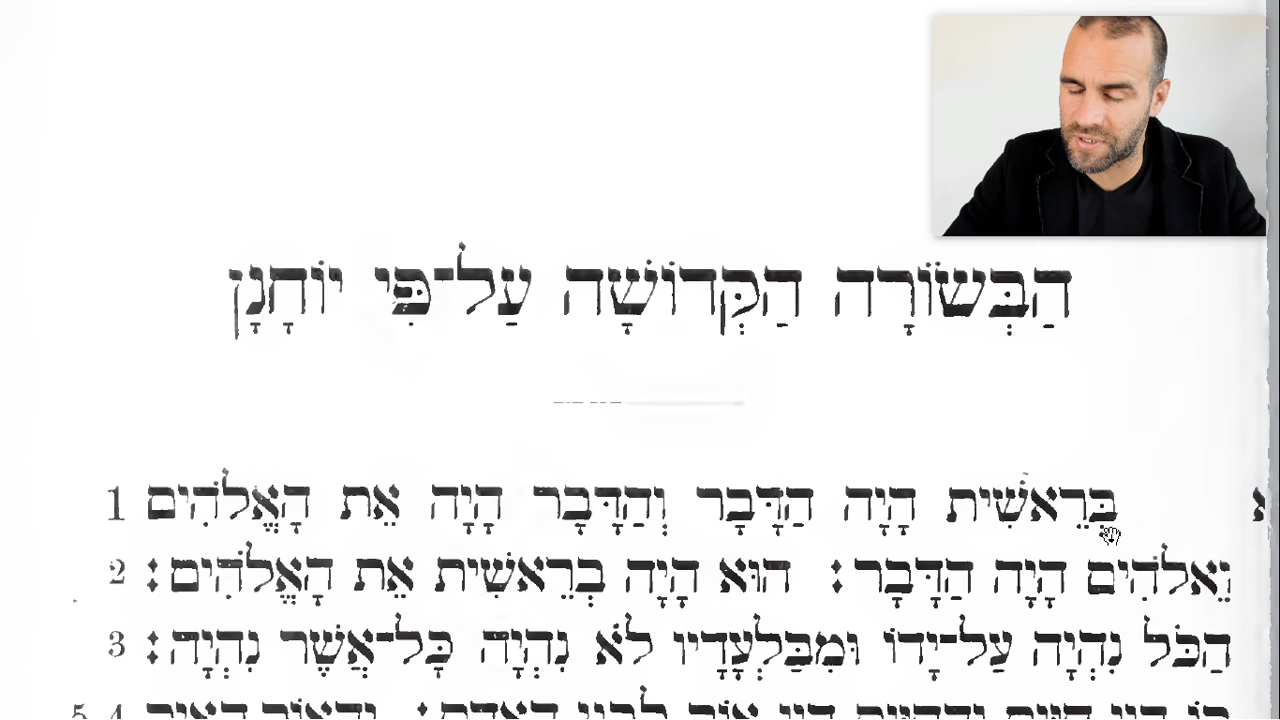 הַבְּשׂוֹרָה הַקְּדוֹשָׁה עַל־פִּי יוֹחָנָן
א בְּרֵאשִׁית הָיָה הַדָּבָר וְהַדָּבָר הָיָה אֵת הָאֱלֹהִים 1
וֵאלֹהִים הָיָה הַדָּבָר׃ הוּא הָיָה בְרֵאשִׁית אֵת הָאֱלֹהִים׃ 2
הַכֹּל נִהְיָה עַל־יָדוֹ וּמִבַּלְעָדָיו לֹא נִהְיָה כָּל־אֲשֶׁר נִהְיָה׃ 3